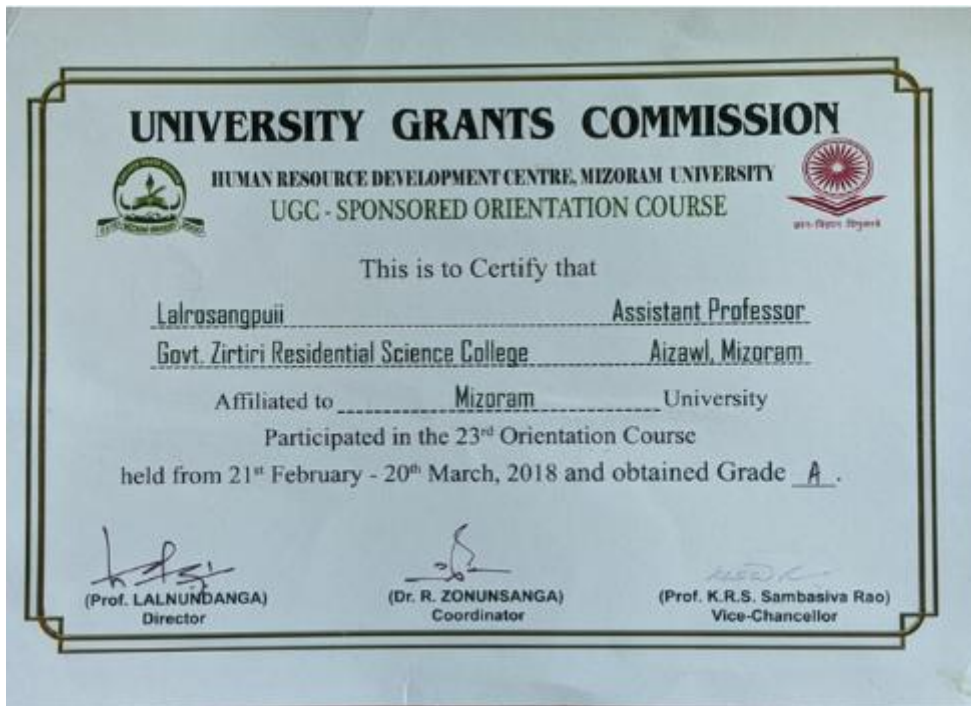 UNIVERSITY GRANTS COMMISSION
HUMAN RESOURCE DEVELOPMENT CENTRE, MIZORAM UNIVERSITY
UGC - SPONSORED ORIENTATION COURSE
ज्ञान-विज्ञान विमुक्तये
This is to Certify that
Lalrosangpuii Assistant Professor
Govt. Zirtiri Residential Science College Aizawl, Mizoram
Affiliated to Mizoram University
Participated in the 23rd Orientation Course
held from 21st February - 20th March, 2018 and obtained Grade A.
(Prof. LALNUNDANGA) (Dr. R. ZONUNSANGA) (Prof. K.R.S. Sambasiva Rao)
Director Coordinator Vice-Chancellor